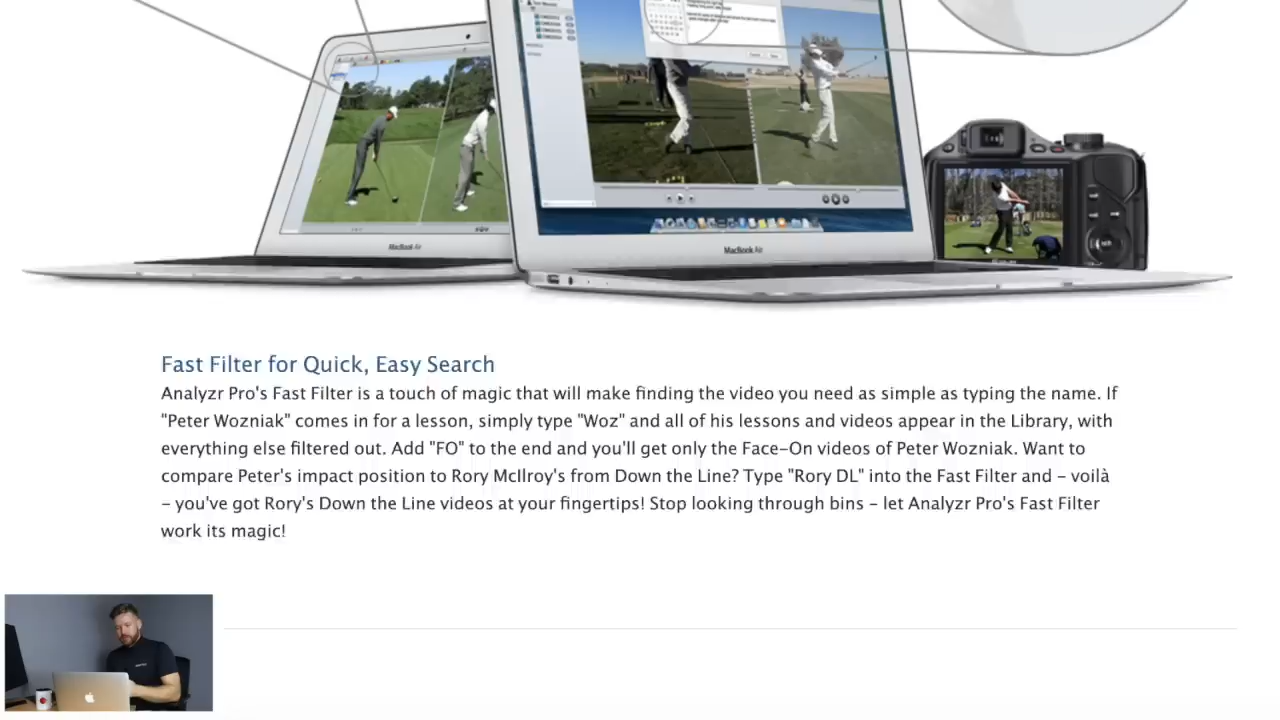 MacBook Air
MacBook Air
Fast Filter for Quick, Easy Search
Analyzr Pro's Fast Filter is a touch of magic that will make finding the video you need as simple as typing the name. If
"Peter Wozniak" comes in for a lesson, simply type "Woz" and all of his lessons and videos appear in the Library, with
everything else filtered out. Add "FO" to the end and you'll get only the Face-On videos of Peter Wozniak. Want to
compare Peter's impact position to Rory McIlroy's from Down the Line? Type "Rory DL" into the Fast Filter and - voilà
- you've got Rory's Down the Line videos at your fingertips! Stop looking through bins - let Analyzr Pro's Fast Filter
work its magic!